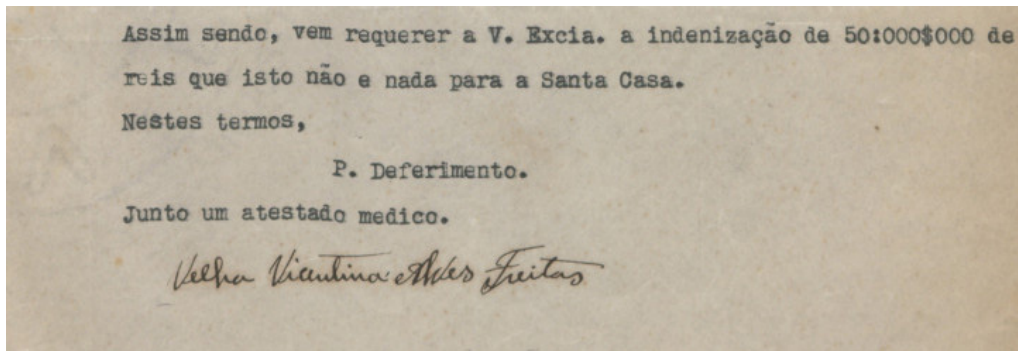 Assim sendo, vem requerer a V. Excia. a indenização de 50:000$000 de
reis que isto não e nada para a Santa Casa.
Nestes termos,
P. Deferimento.
Junto um atestado medico.
Velha Vicentina Alves Freitas